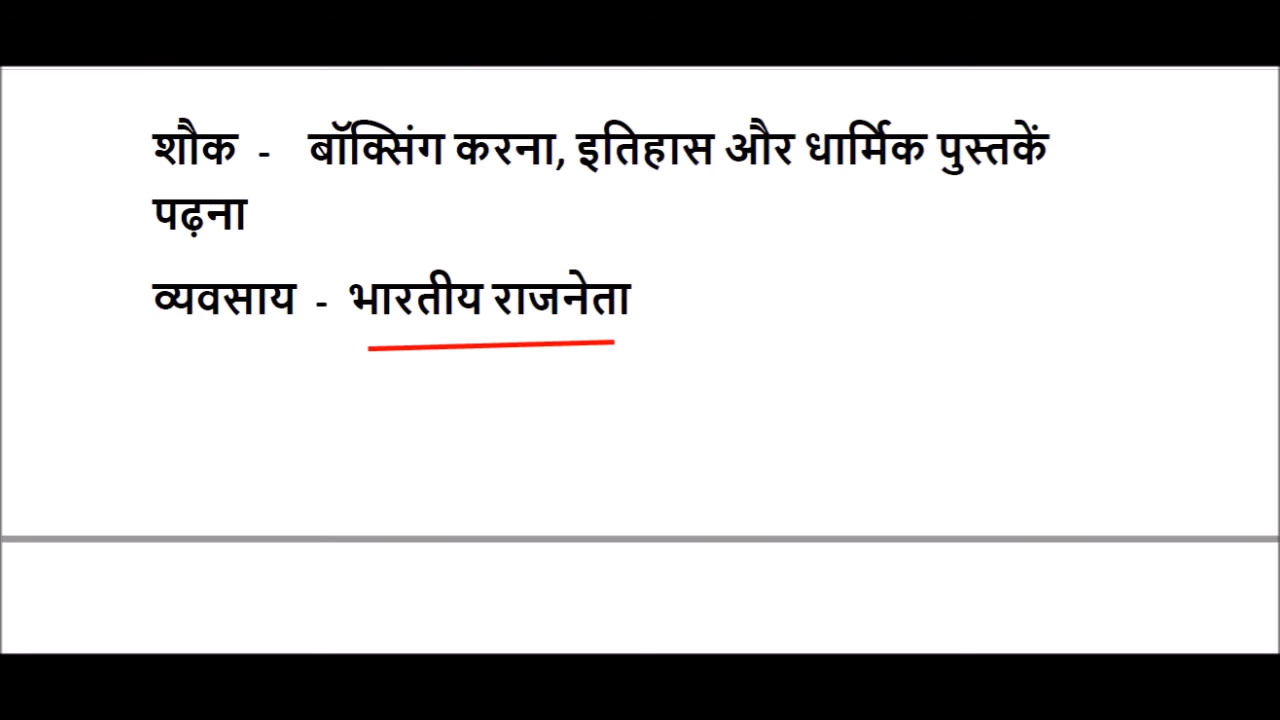 शौक - बॉक्सिंग करना, इतिहास और धार्मिक पुस्तकें
पढ़ना
व्यवसाय - भारतीय राजनेता